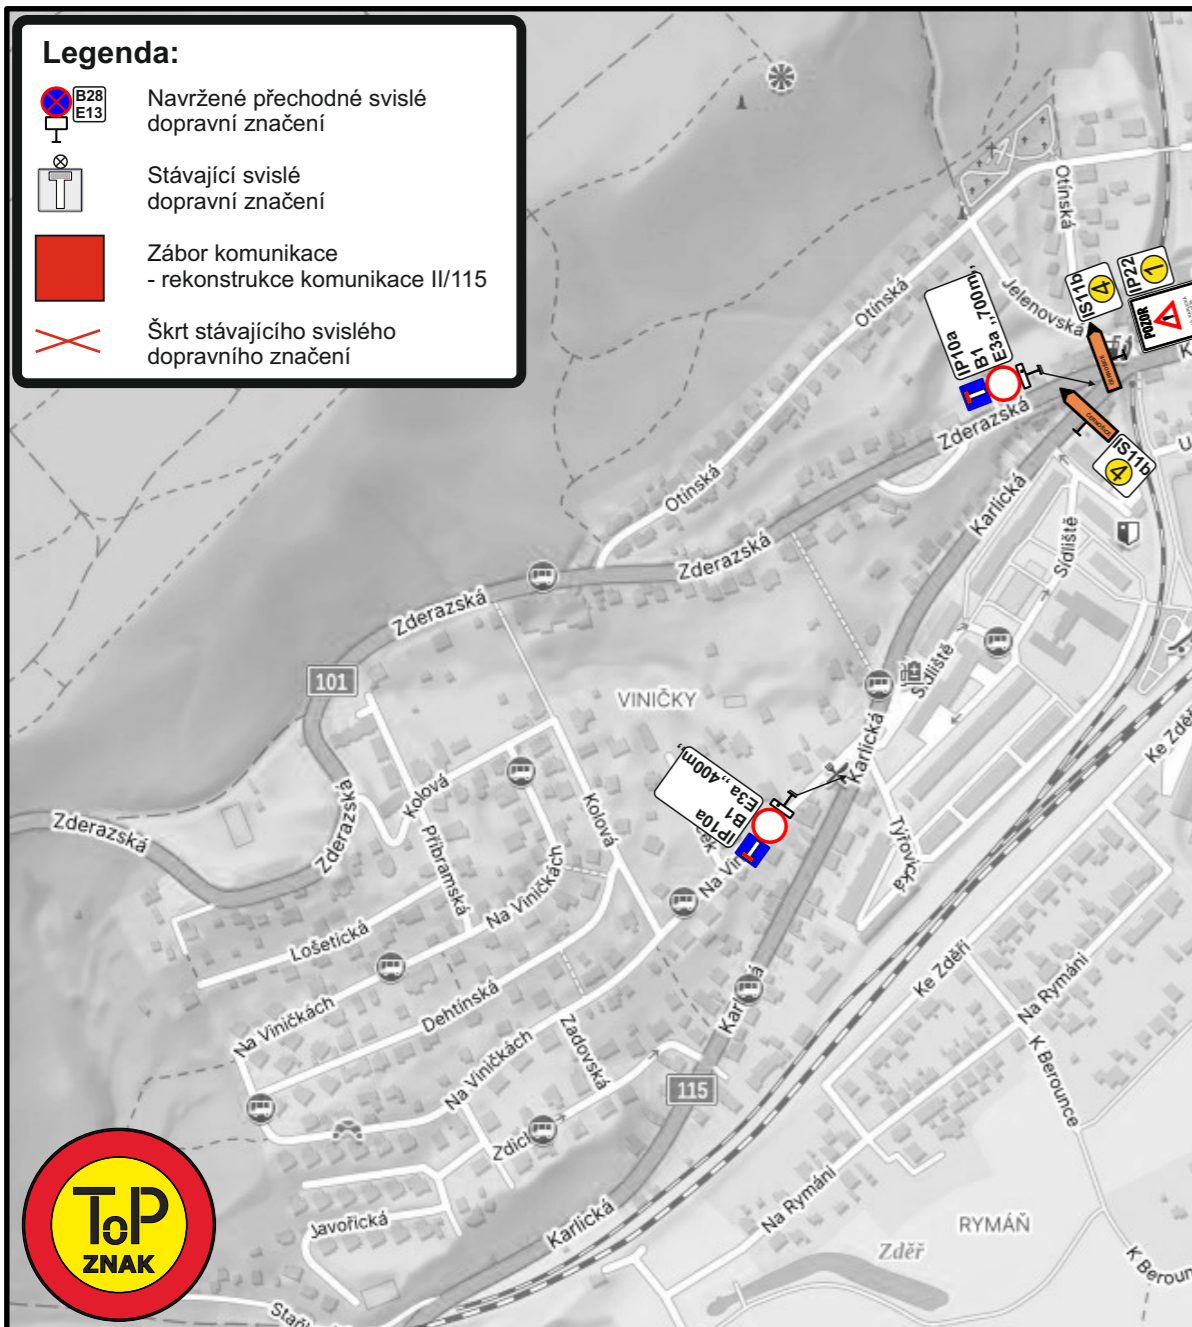 Legenda:
B28
E13
Navržené přechodné svislé
dopravní značení
Stávající svislé
dopravní značení
Zábor komunikace
- rekonstrukce komunikace II/115
Škrt stávajícího svislého
dopravního značení
Otínská
Jelenovská
IS11b
4
IP22
1
POZOR
IP10a
B1
E3a „700m„
Otínská
Zderazská
IS11b
4
Karlická
Sídliště
Otínská
Zderazská
Zderazská
101
VINIČKY
Sídliště
Karlická
Ke Zděři
IP10a
B1
E3a „400m„
Kolová
Zderazská
Zderazská
Kolová
Příbramská
Na Viničkách
Týřovická
Lošetická
Na Viničkách
Dehtínská
Ke Zděři
Na Rymáni
Zadovská
Na Viničkách
K Berounce
115
Na Rymáni
Javořická
Karlická
RYMÁŇ
Zděř
ToP
ZNAK